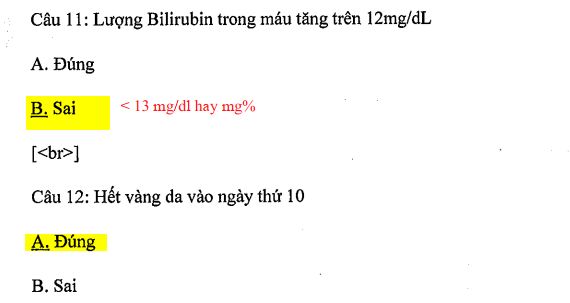 Câu 11: Lượng Bilirubin trong máu tăng trên 12mg/dL
A. Đúng
B. Sai < 13 mg/dl hay mg%
[<br>]
Câu 12: Hết vàng da vào ngày thứ 10
A. Đúng
B. Sai